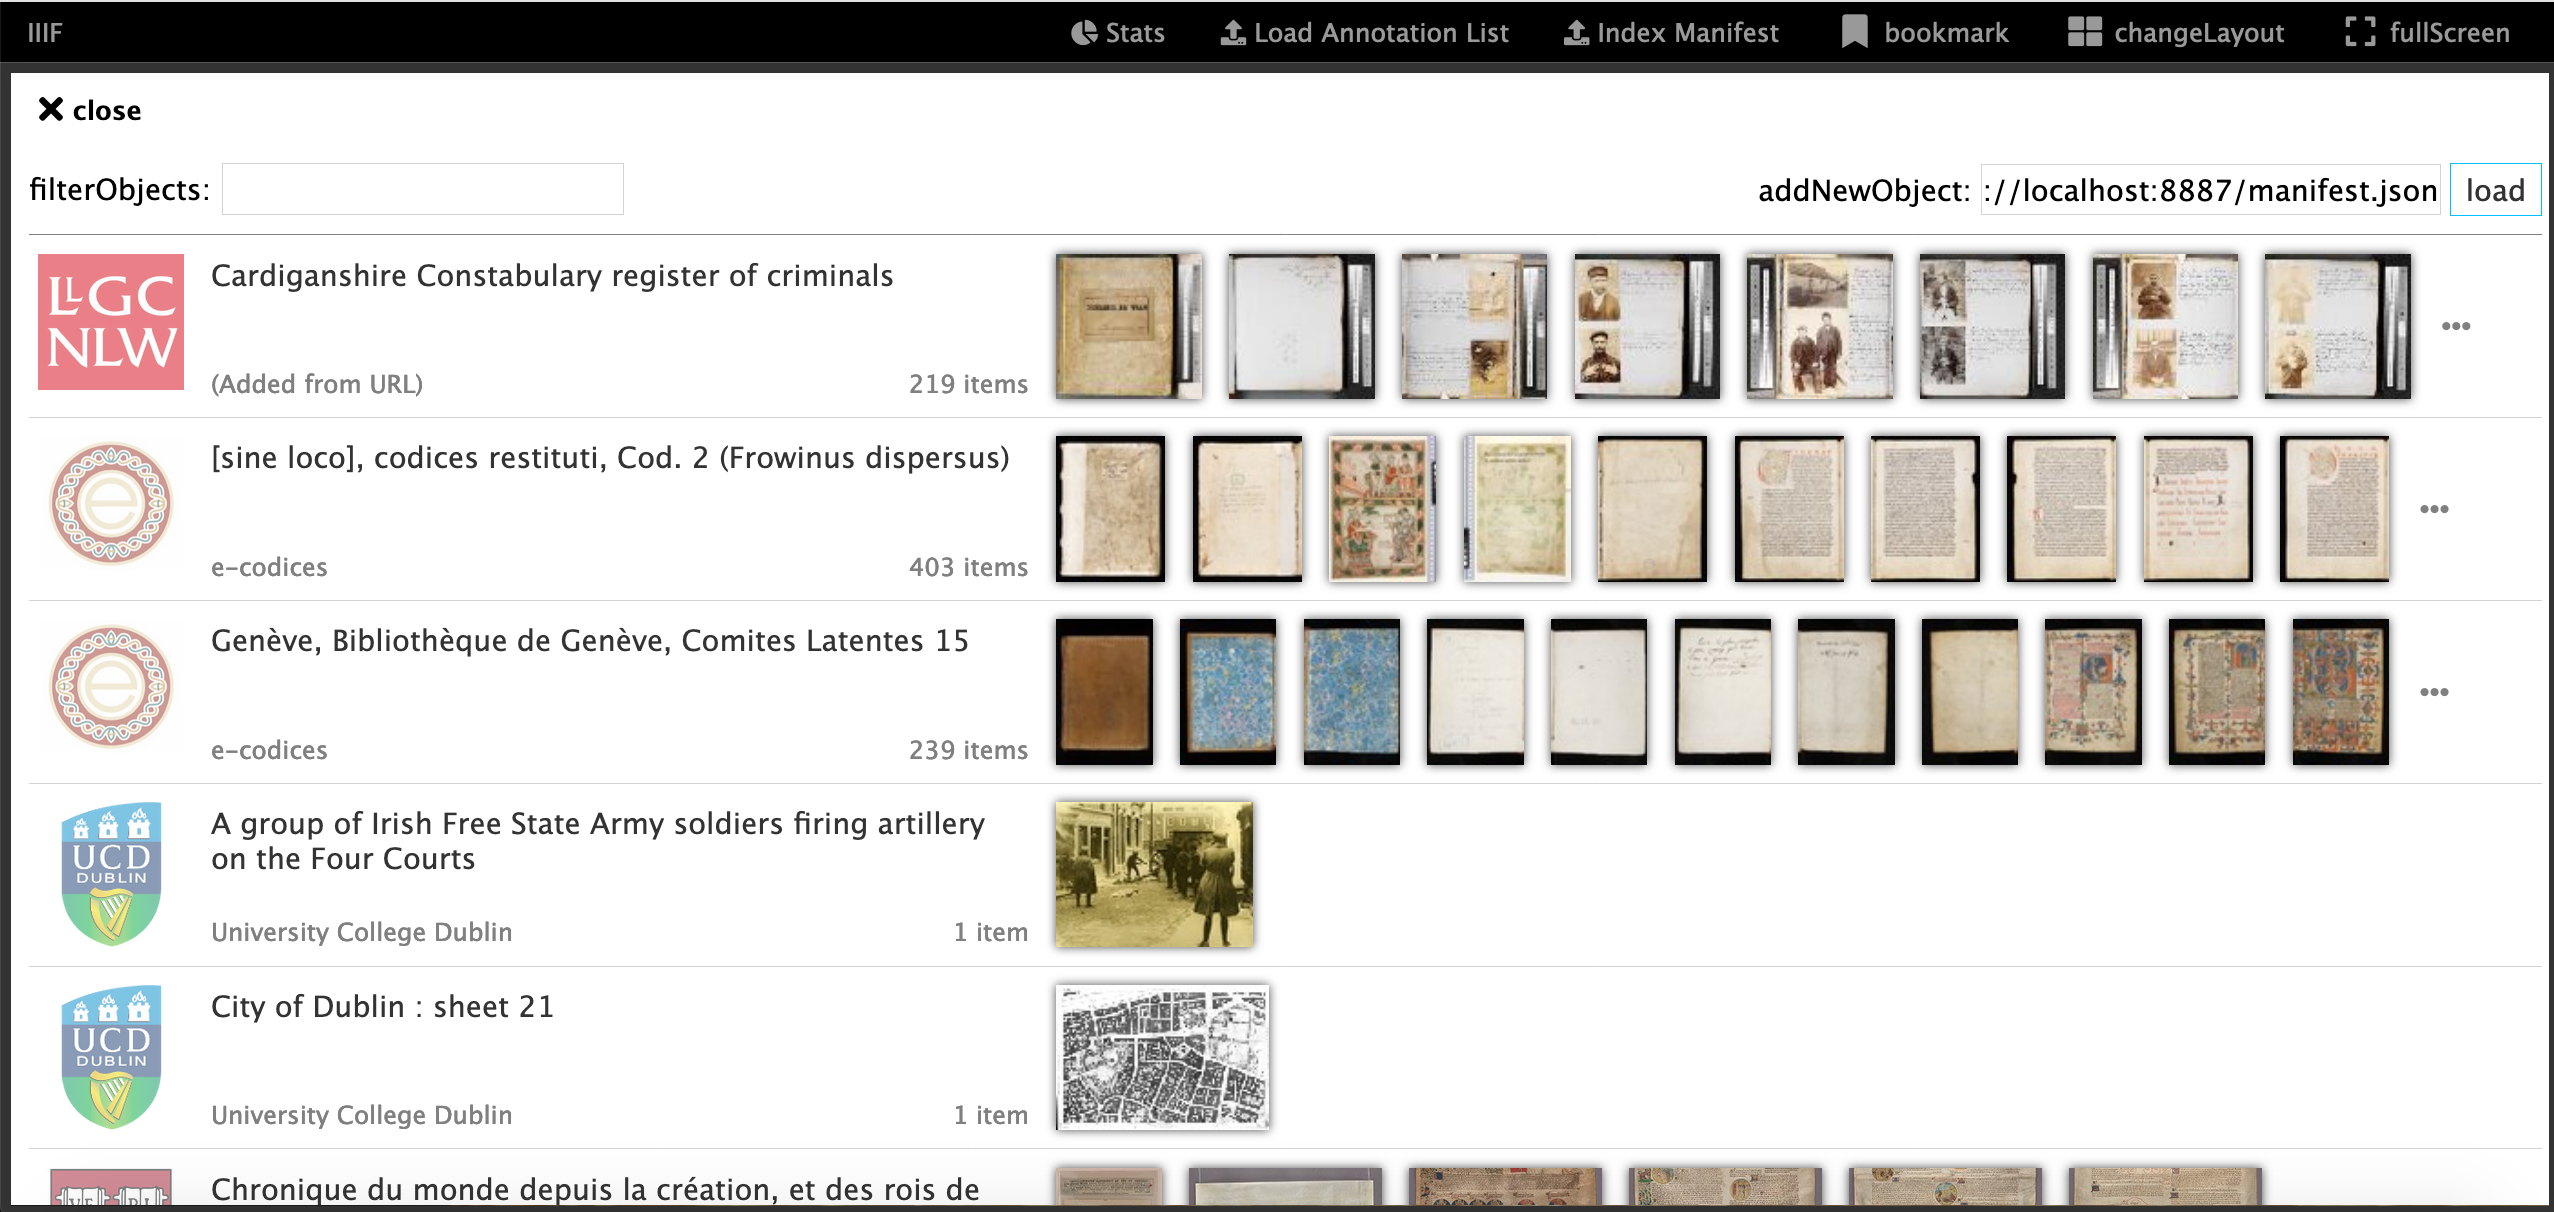 IIIF
Stats
Load Annotation List
Index Manifest
bookmark
changeLayout
fullScreen
close
filterObjects:
addNewObject: ://localhost:8887/manifest.json load
LLGC
NLW
Cardiganshire Constabulary register of criminals
(Added from URL)
219 items
[sine loco], codices restituti, Cod. 2 (Frowinus dispersus)
e-codices
403 items
Genève, Bibliothèque de Genève, Comites Latentes 15
e-codices
239 items
UCD
DUBLIN
A group of Irish Free State Army soldiers firing artillery
on the Four Courts
University College Dublin
1 item
UCD
DUBLIN
City of Dublin : sheet 21
University College Dublin
1 item
Chronique du monde depuis la création, et des rois de